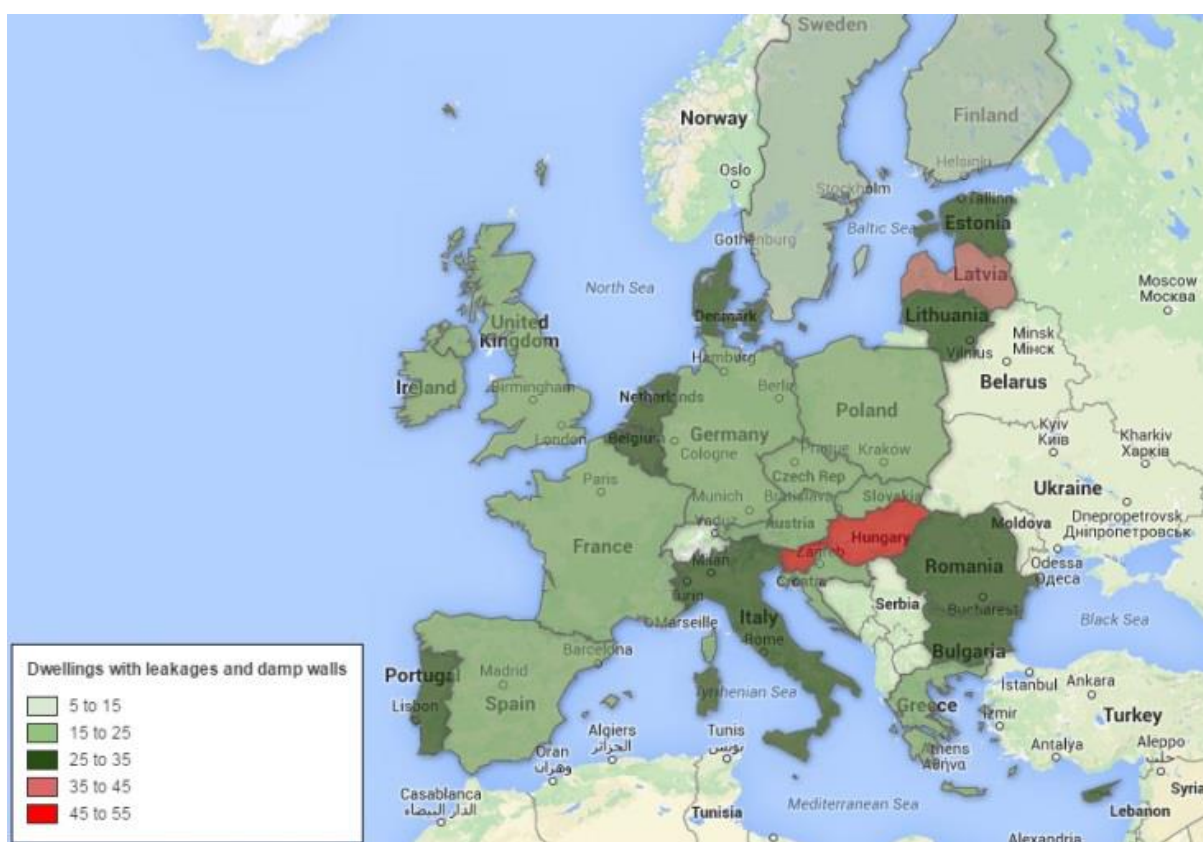 Sweden
Finland
Norway
Helsinki
Oslo
Stockholm
Tallinn
Estonia
Baltic Sea
Gothenburg
North Sea
Latvia
Moscow
Москва
Denmark
Lithuania
United
Kingdom
Hamburg
Vilnius
Minsk
Мінск
Belarus
Ireland
Birmingham
Netherlands
Berlin
Poland
London
Belgium
Germany
Cologne
Prague
Kraków
Kyiv
Київ
Kharkiv
Харків
Czech Rep
Paris
Ukraine
Munich
Bratislava
Slovakia
Vaduz
Austria
Hungary
Moldova
Dnepropetrovsk
Дніпропетровськ
France
Zagreb
Milan
Croatia
Odessa
Одеса
Romania
Turin
Serbia
Bucharest
Marseille
Italy
Rome
Black Sea
Barcelona
Bulgaria
Portugal
Madrid
Lisbon
Spain
Tyrrhenian Sea
İstanbul
Ankara
Greece
İzmir
Turkey
Athens
Αθήνα
Antalya
Aleppo
حلب
Algiers
الجزائر
Tunis
تونس
Oran
وهران
Syria
Casablanca
الدار البيضاء
Mediterranean Sea
Tunisia
Lebanon
Alexandria
Dwellings with leakages and damp walls
5 to 15
15 to 25
25 to 35
35 to 45
45 to 55